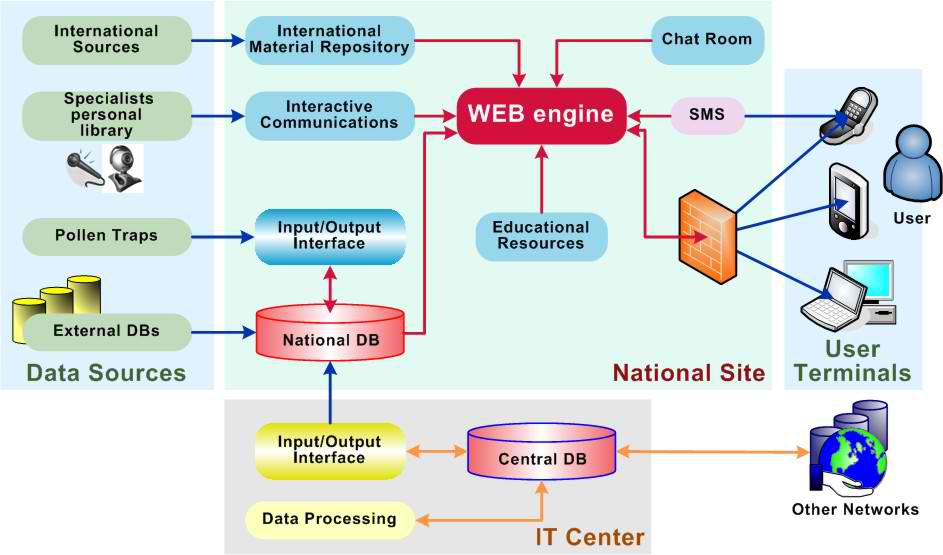 International
Sources
International
Material Repository
Chat Room
Specialists
personal
library
Interactive
Communications
WEB engine
SMS
User
Pollen Traps
Input/Output
Interface
Educational
Resources
External DBs
National DB
Data Sources
National Site
User
Terminals
Input/Output
Interface
Central DB
Data Processing
IT Center
Other Networks